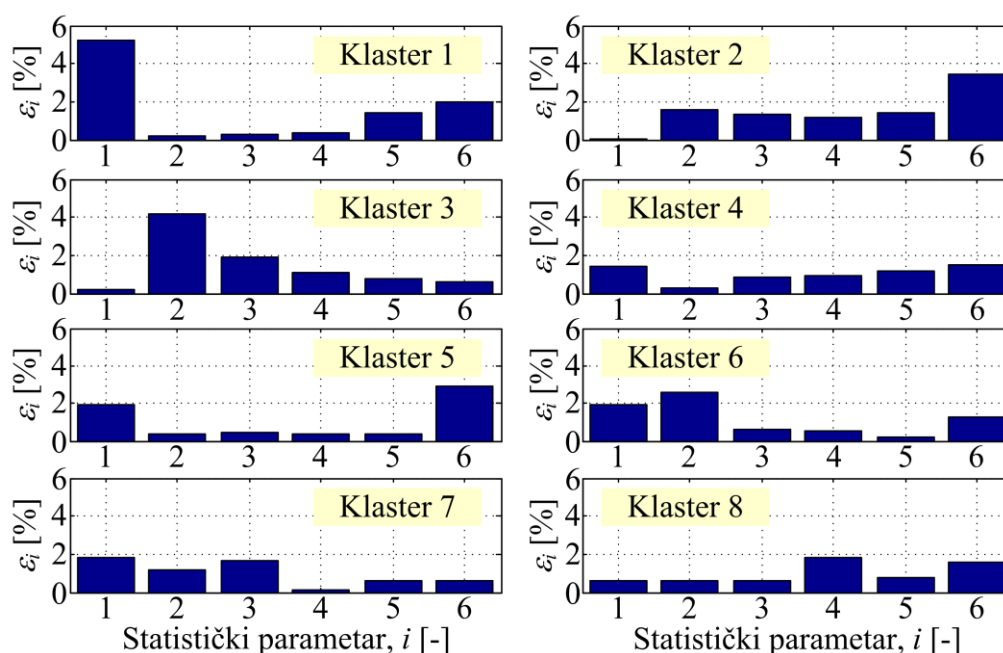 εi [%]
6
4
2
0
Klaster 1
1 2 3 4 5 6
εi [%]
6
4
2
0
Klaster 2
1 2 3 4 5 6
εi [%]
6
4
2
0
Klaster 3
1 2 3 4 5 6
εi [%]
6
4
2
0
Klaster 4
1 2 3 4 5 6
εi [%]
6
4
2
0
Klaster 5
1 2 3 4 5 6
εi [%]
6
4
2
0
Klaster 6
1 2 3 4 5 6
εi [%]
6
4
2
0
Klaster 7
1 2 3 4 5 6
Statistički parametar, i [-]
εi [%]
6
4
2
0
Klaster 8
1 2 3 4 5 6
Statistički parametar, i [-]